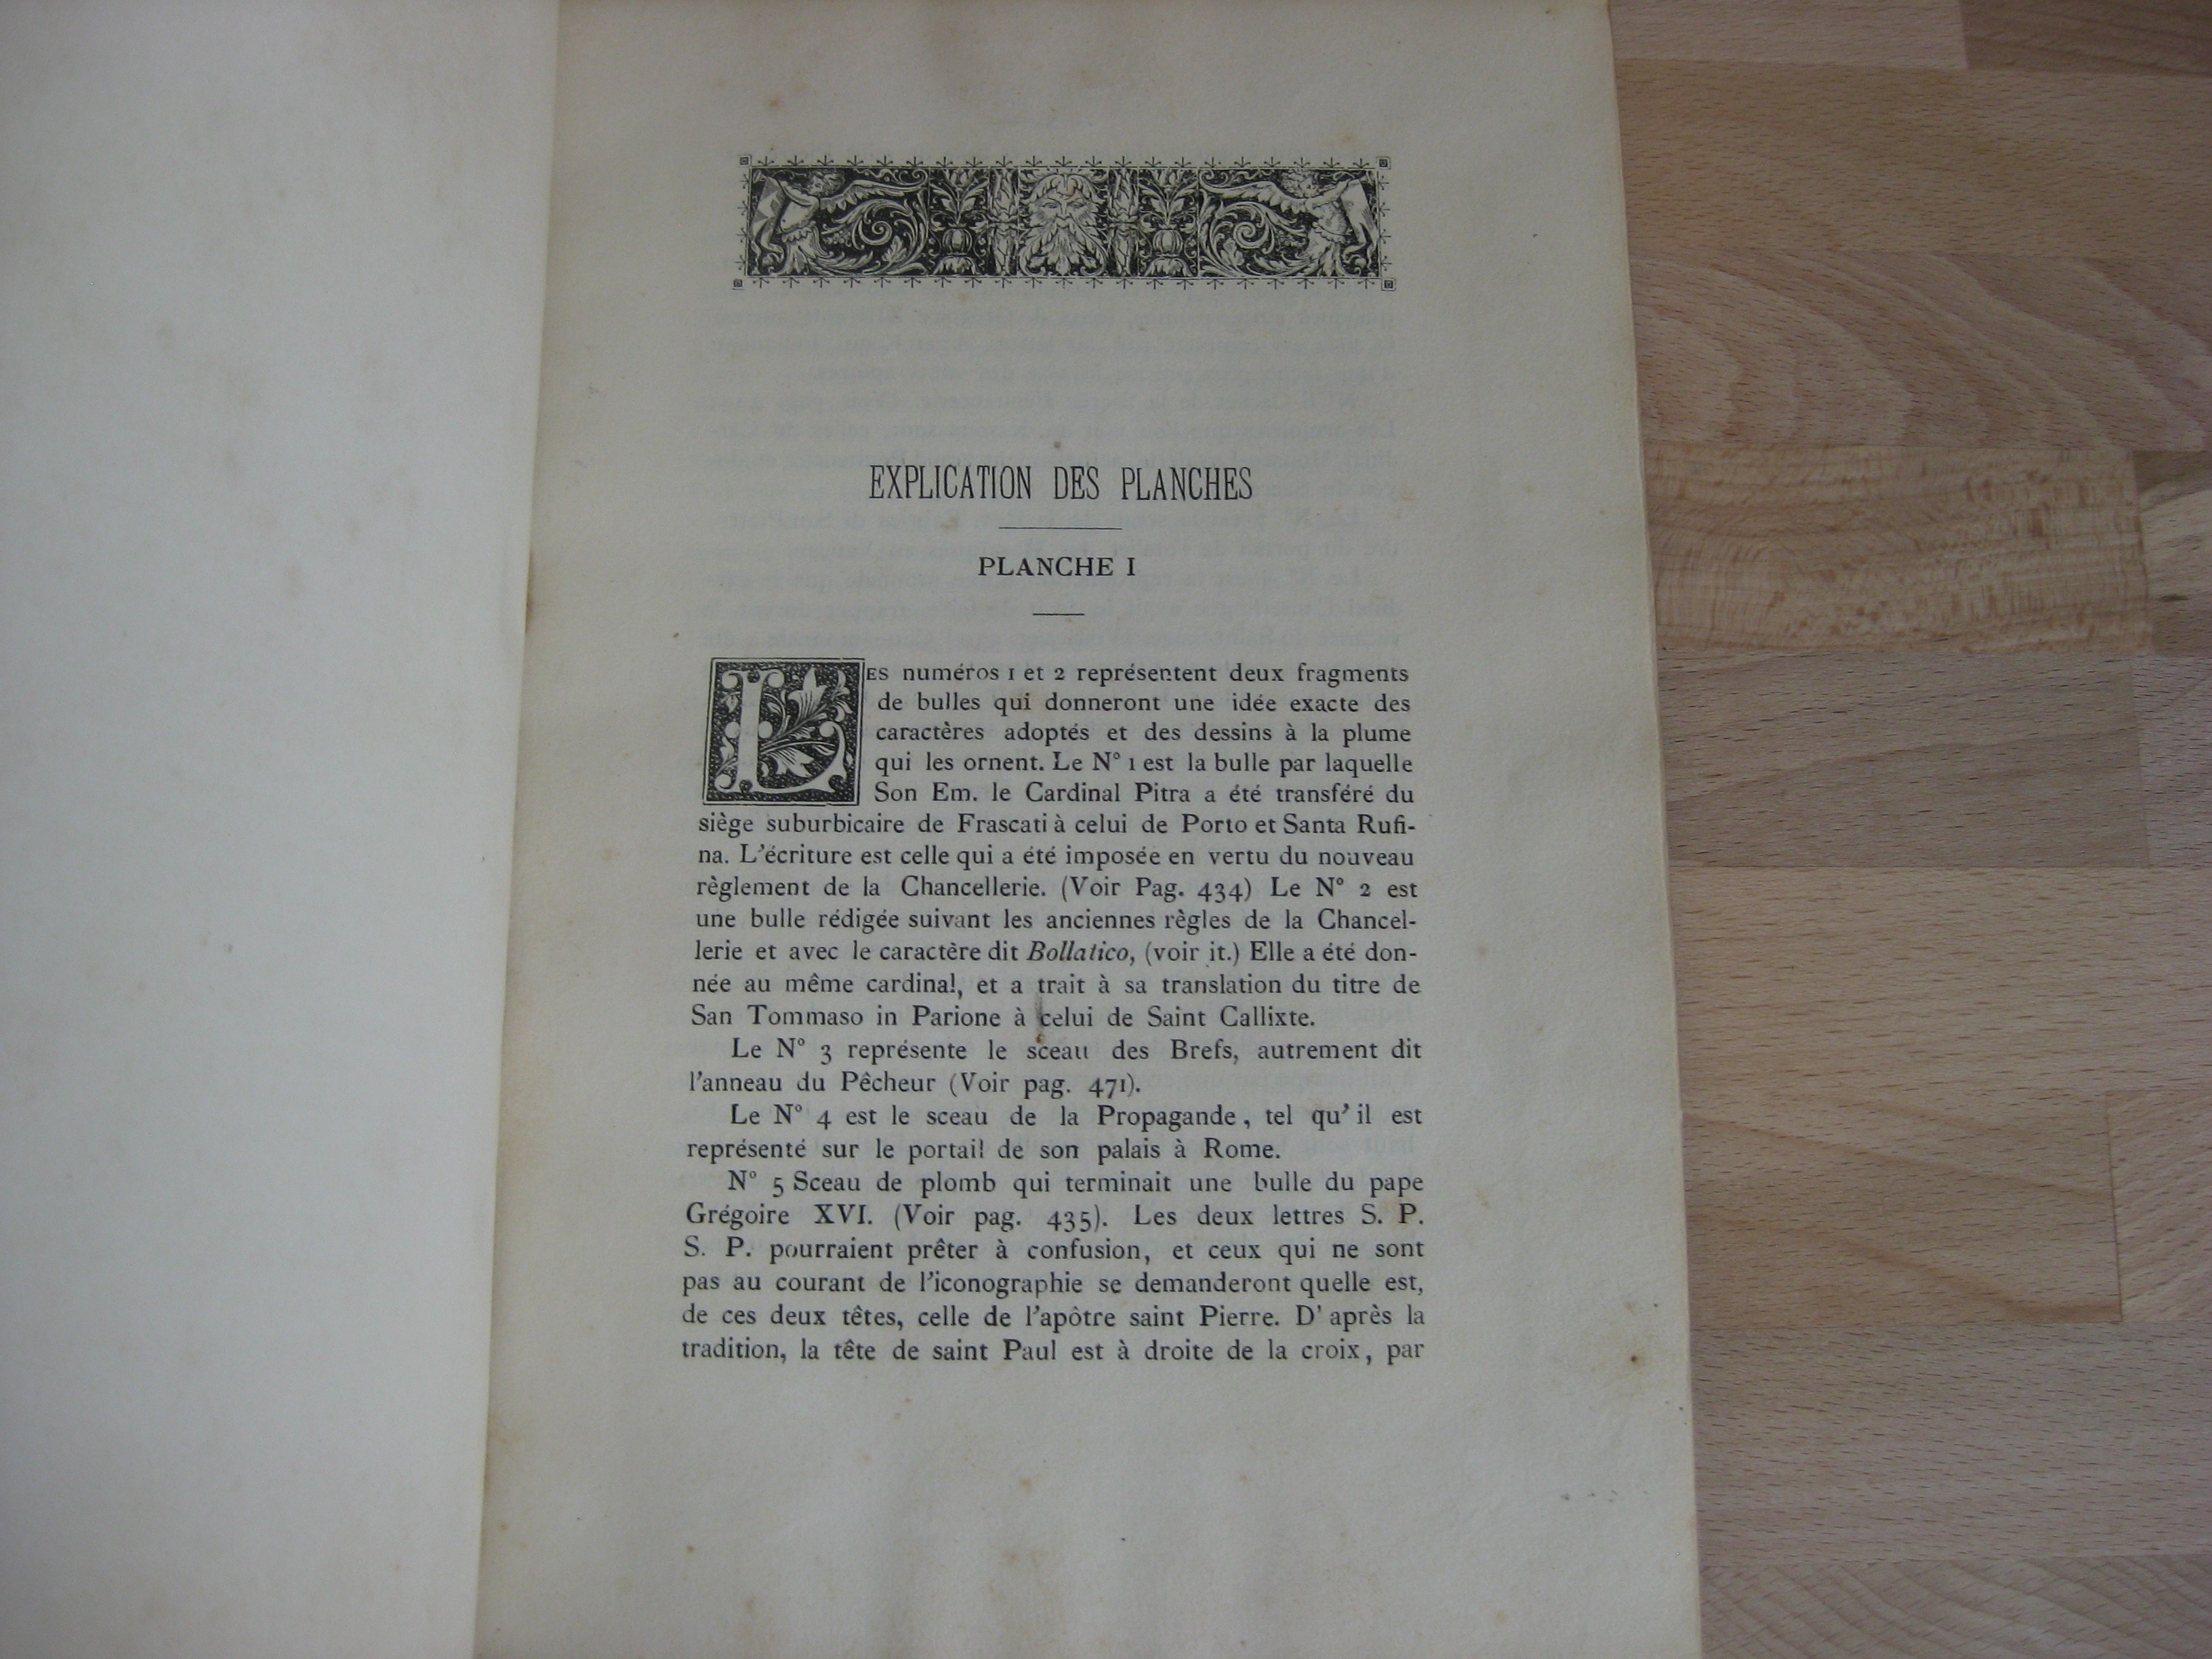 EXPLICATION DES PLANCHES
PLANCHE I
LES numéros 1 et 2 représentent deux fragments
de bulles qui donneront une idée exacte des
caractères adoptés et des dessins à la plume
qui les ornent. Le N° 1 est la bulle par laquelle
Son Em. le Cardinal Pitra a été transféré du
siège suburbicaire de Frascati à celui de Porto et Santa Rufi-
na. L'écriture est celle qui a été imposée en vertu du nouveau
règlement de la Chancellerie. (Voir Pag. 434) Le N° 2 est
une bulle rédigée suivant les anciennes règles de la Chancel-
lerie et avec le caractère dit Bollatico, (voir it.) Elle a été don-
née au même cardinal, et a trait à sa translation du titre de
San Tommaso in Parione à celui de Saint Callixte.
Le N° 3 représente le sceau des Brefs, autrement dit
l'anneau du Pêcheur (Voir pag. 471).
Le N° 4 est le sceau de la Propagande, tel qu'il est
représenté sur le portail de son palais à Rome.
N° 5 Sceau de plomb qui terminait une bulle du pape
Grégoire XVI. (Voir pag. 435). Les deux lettres S. P.
S. P. pourraient prêter à confusion, et ceux qui ne sont
pas au courant de l'iconographie se demanderont quelle est,
de ces deux têtes, celle de l'apôtre saint Pierre. D'après la
tradition, la tête de saint Paul est à droite de la croix, par